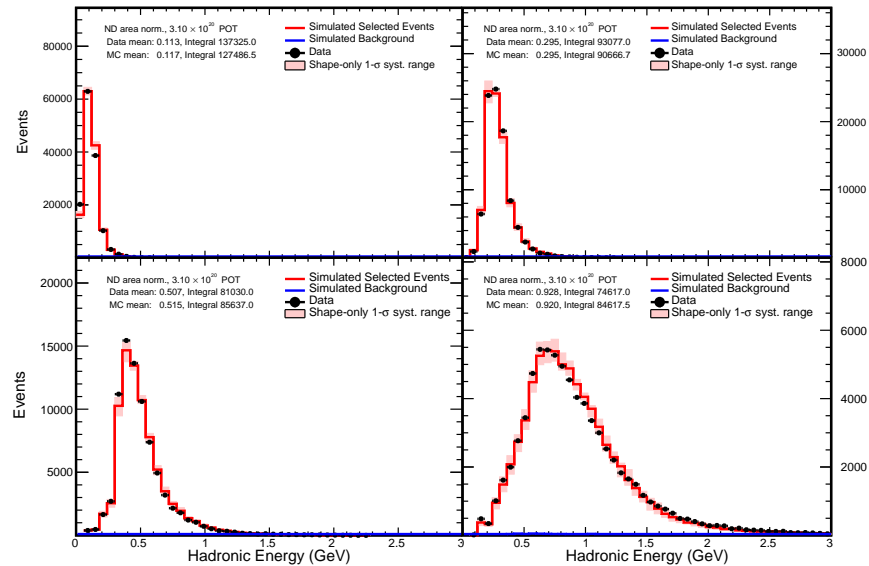 ND area norm., 3.10 × 10^20 POT
Data mean: 0.113, Integral 137325.0
MC mean: 0.117, Integral 127486.5
Simulated Selected Events
Simulated Background
Data
Shape-only 1-σ syst. range
80000
60000
40000
20000
Events
ND area norm., 3.10 × 10^20 POT
Data mean: 0.295, Integral 93077.0
MC mean: 0.295, Integral 90666.7
Simulated Selected Events
Simulated Background
Data
Shape-only 1-σ syst. range
30000
20000
10000
ND area norm., 3.10 × 10^20 POT
Data mean: 0.507, Integral 81030.0
MC mean: 0.515, Integral 85637.0
Simulated Selected Events
Simulated Background
Data
Shape-only 1-σ syst. range
20000
15000
10000
5000
Events
0 0.5 1 1.5 2 2.5 3
Hadronic Energy (GeV)
ND area norm., 3.10 × 10^20 POT
Data mean: 0.928, Integral 74617.0
MC mean: 0.920, Integral 84617.5
Simulated Selected Events
Simulated Background
Data
Shape-only 1-σ syst. range
8000
6000
4000
2000
0.5 1 1.5 2 2.5 3
Hadronic Energy (GeV)